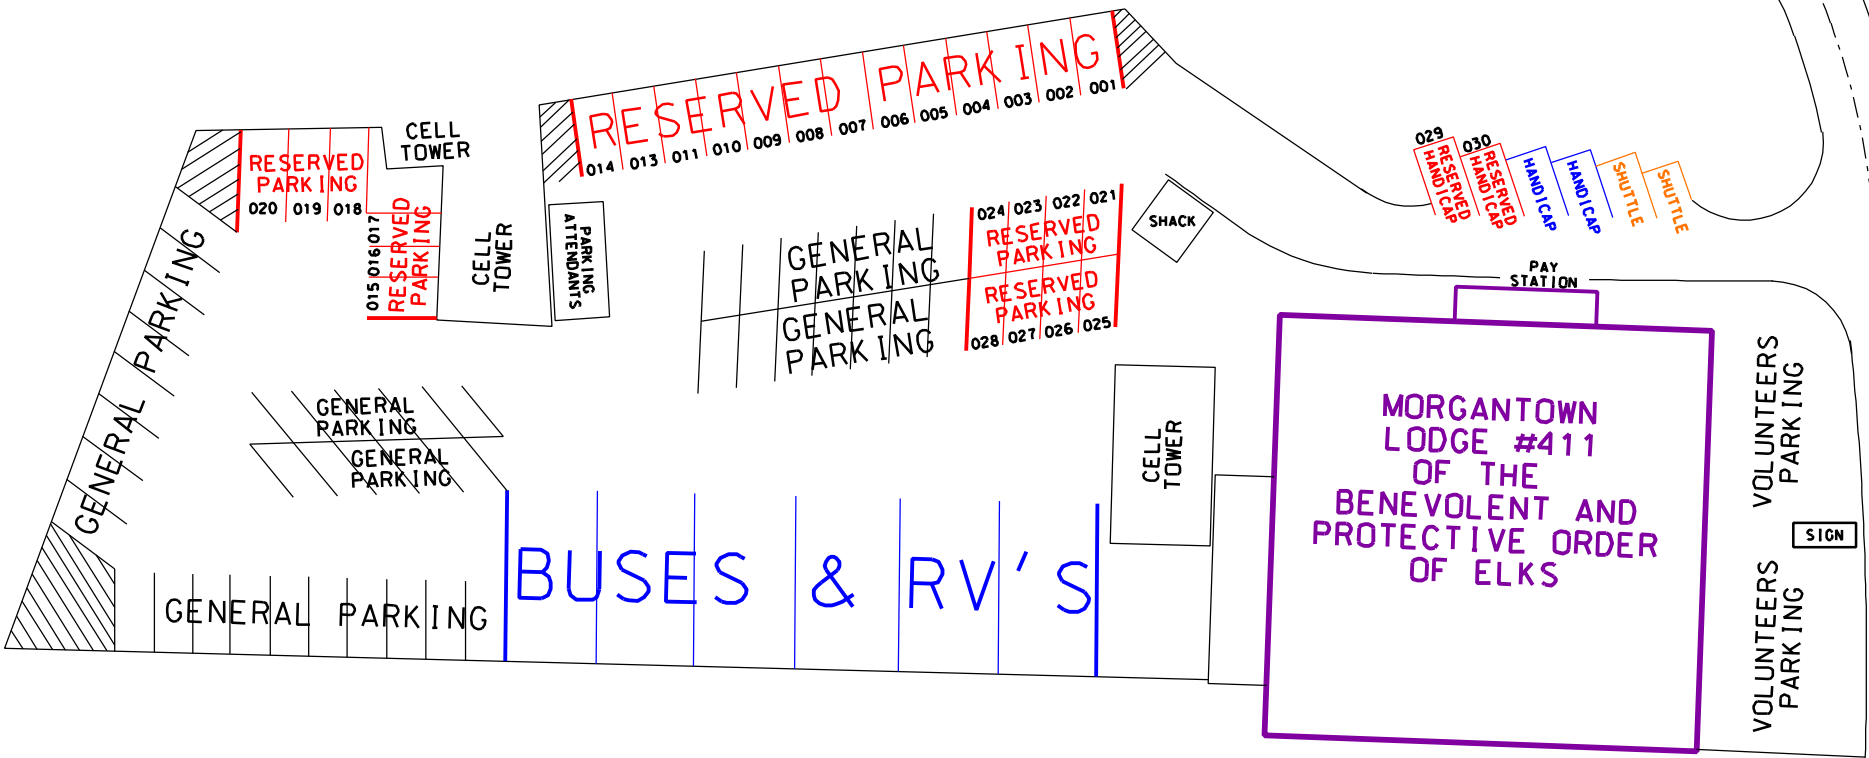 RESERVED PARKING
014 013 011 010 009 008 007 006 005 004 003 002 001
CELL
TOWER
RESERVED
PARKING
020 019 018
015 016 017
RESERVED
PARKING
CELL
TOWER
PARKING
ATTENDANTS
GENERAL
PARKING
GENERAL
PARKING
024 023 022 021
RESERVED
PARKING
RESERVED
PARKING
028 027 026 025
SHACK
029
RESERVED
HANDICAP
030
RESERVED
HANDICAP
HANDICAP
HANDICAP
SHUTTLE
SHUTTLE
PAY
STATION
GENERAL PARKING
GENERAL PARKING
GENERAL
PARKING
GENERAL
PARKING
GENERAL PARKING
BUSES & RV'S
CELL
TOWER
MORGANTOWN
LODGE #411
OF THE
BENEVOLENT AND
PROTECTIVE ORDER
OF ELKS
VOLUNTEERS
PARKING
SIGN
VOLUNTEERS
PARKING